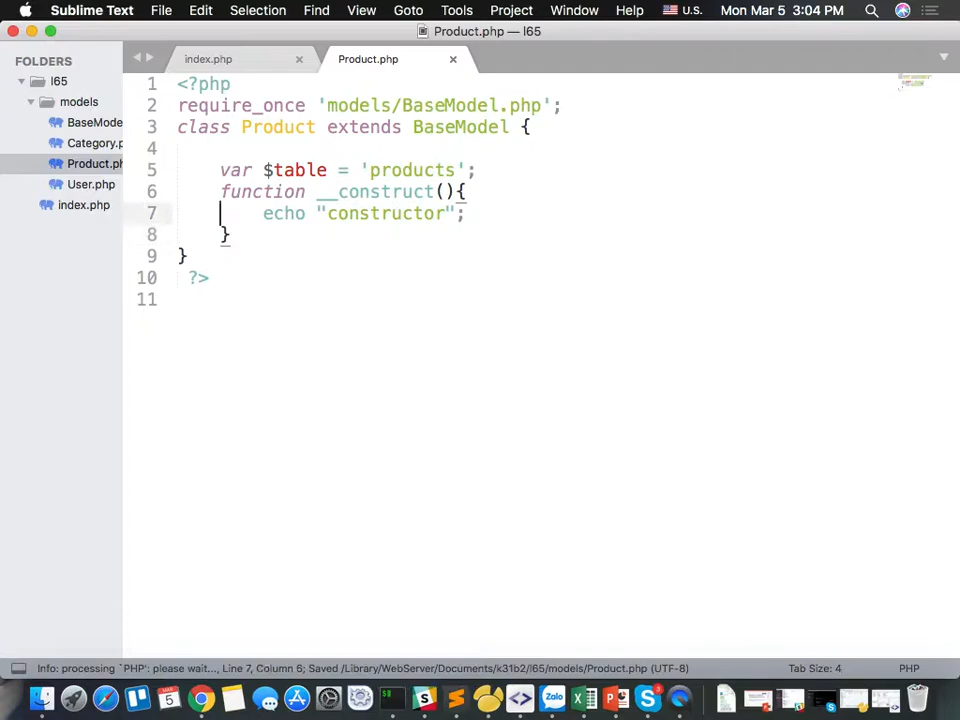 Sublime Text File Edit Selection Find View Goto Tools Project Window Help U.S. Mon Mar 5 3:04 PM
Product.php — l65
FOLDERS
l65
models
BaseMode
Category.p
Product.ph
User.php
index.php
index.php
Product.php
1 <?php
2 require_once 'models/BaseModel.php';
3 class Product extends BaseModel {
4
5 var $table = 'products';
6 function __construct(){
7 echo "constructor";
8 }
9 }
10 ?>
11
Info: processing `PHP': please wait..., Line 7, Column 6; Saved /Library/WebServer/Documents/k31b2/l65/models/Product.php (UTF-8) Tab Size: 4 PHP
5
Zalo